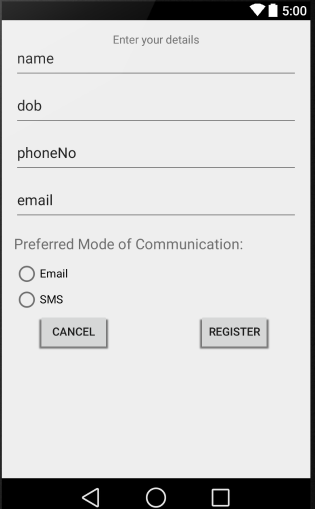 5:00
Enter your details
name
dob
phoneNo
email
Preferred Mode of Communication:
Email
SMS
CANCEL REGISTER